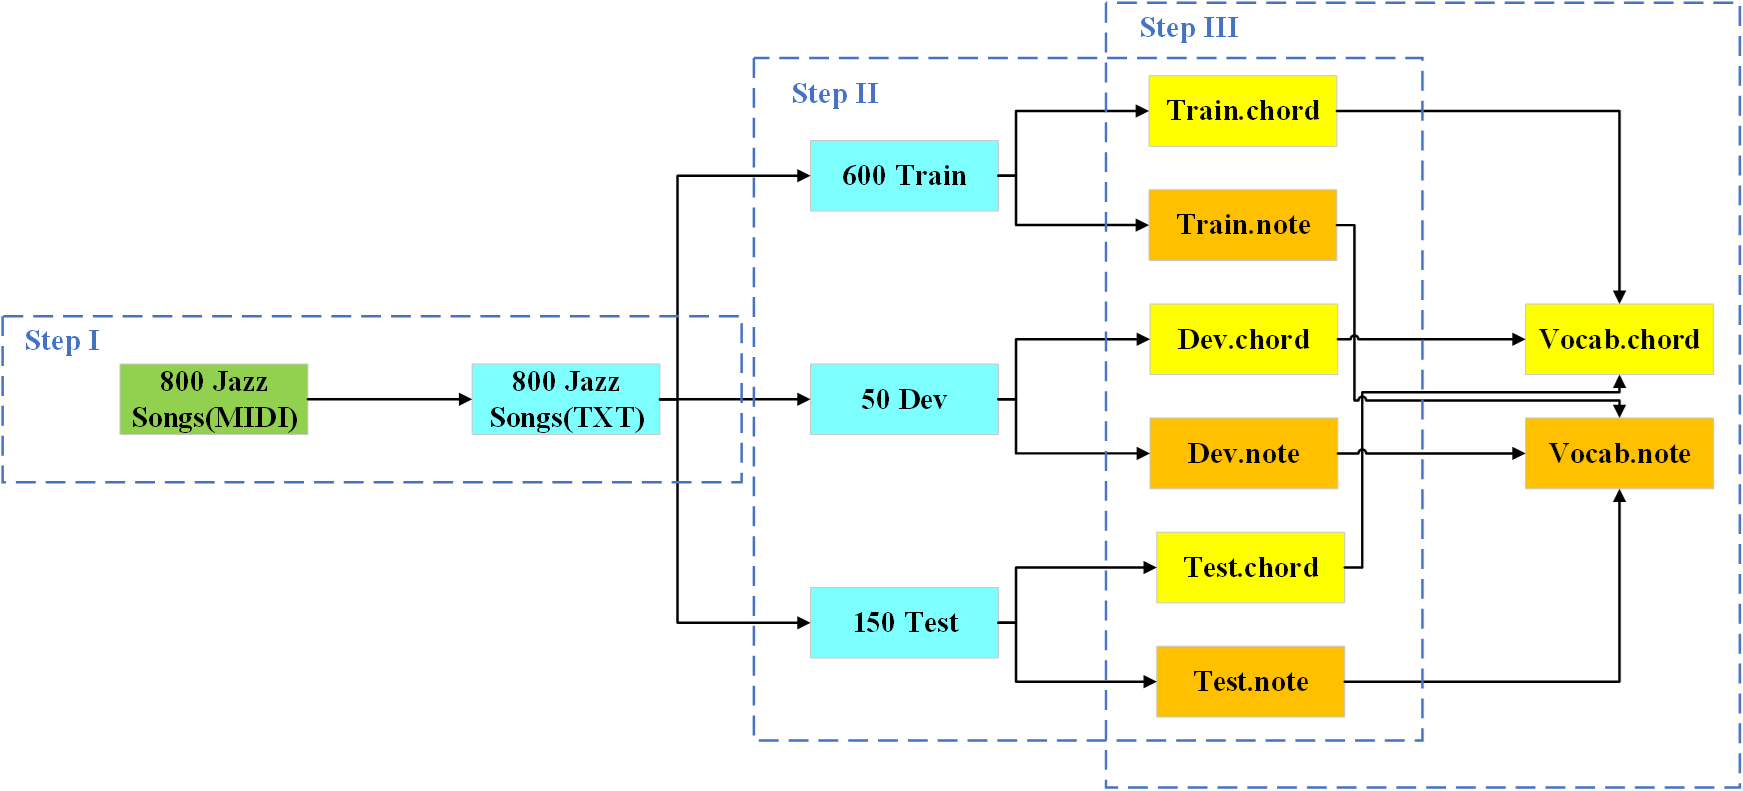 Step I
800 Jazz
Songs(MIDI)
800 Jazz
Songs(TXT)
Step II
600 Train
50 Dev
150 Test
Step III
Train.chord
Train.note
Dev.chord
Dev.note
Test.chord
Test.note
Vocab.chord
Vocab.note